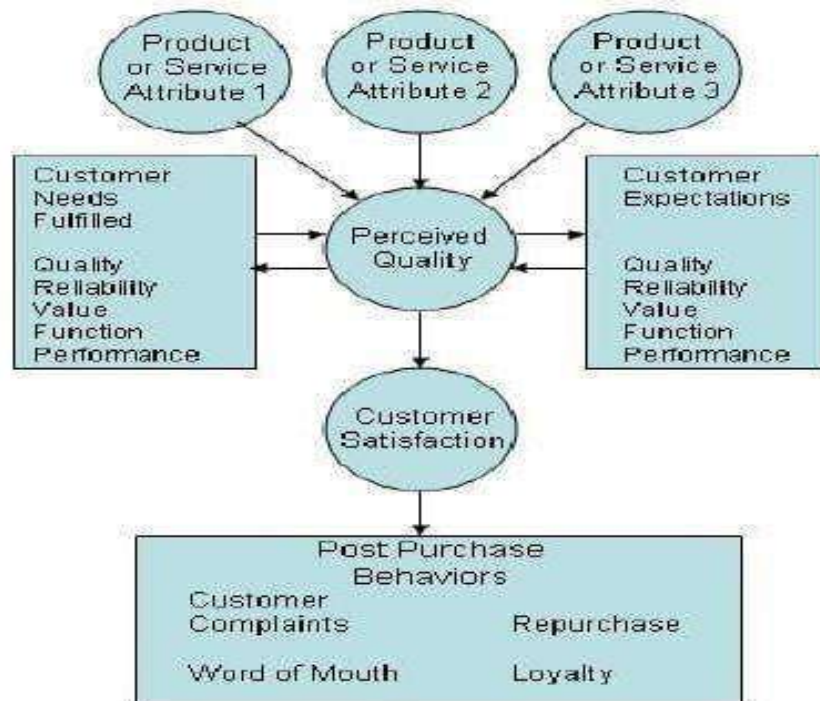 Product
or Service
Attribute 1
Product
or Service
Attribute 2
Product
or Service
Attribute 3
Customer
Needs
Fulfilled
Quality
Reliability
Value
Function
Performance
Perceived
Quality
Customer
Expectations
Quality
Reliability
Value
Function
Performance
Customer
Satisfaction
Post Purchase
Behaviors
Customer
Complaints
Repurchase
Word of Mouth
Loyalty